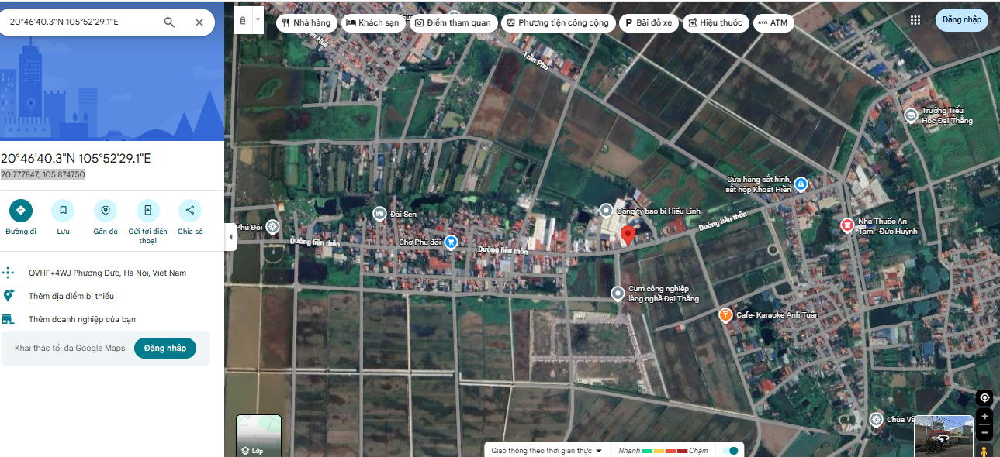 20°46'40.3"N 105°52'29.1"E
Nhà hàng
Khách sạn
Điểm tham quan
Phương tiện công cộng
Bãi đỗ xe
Hiệu thuốc
ATM
Đăng nhập
20°46'40.3"N 105°52'29.1"E
20.777847, 105.874750
Đường đi
Lưu
Gần đó
Gửi tới điện
thoại
Chia sẻ
QVHF+4WJ Phượng Dực, Hà Nội, Việt Nam
Thêm địa điểm bị thiếu
Thêm doanh nghiệp của bạn
Khai thác tối đa Google Maps
Đăng nhập
Trần Phú
Trường Tiểu
Học Đại Thắng
Cửa hàng sắt hình,
sắt hộp Khoát Hiền
Công ty bao bì Hiếu Linh
Đường liên thôn
Nhà Thuốc An
Tâm - Đức Huỳnh
Đài Sen
Phú Đôi
Đường liên thôn
Chợ Phú đổi
Đường liên thôn
Cụm công nghiệp
làng nghề Đại Thắng
Cafe- Karaoke Anh Tuấn
Chùa Vă
Lớp
Giao thông theo thời gian thực
Nhanh
Chậm